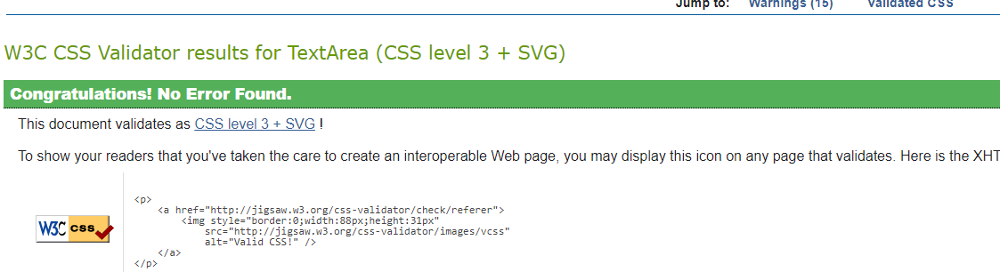 Jump to: Warnings (15) Validated CSS
W3C CSS Validator results for TextArea (CSS level 3 + SVG)
Congratulations! No Error Found.
This document validates as CSS level 3 + SVG !
To show your readers that you've taken the care to create an interoperable Web page, you may display this icon on any page that validates. Here is the XHT
<p>
<a href="http://jigsaw.w3.org/css-validator/check/referer">
<img style="border:0;width:88px;height:31px"
src="http://jigsaw.w3.org/css-validator/images/vcss"
alt="Valid CSS!" />
</a>
</p>
W3C css